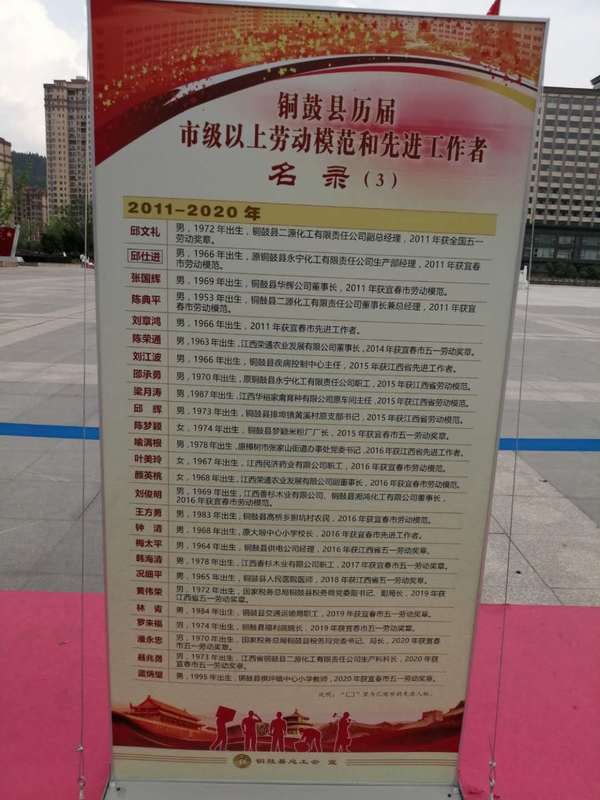 铜鼓县历届
市级以上劳动模范和先进工作者
名 录（3）
2011-2020 年
邱文礼 男，1972年出生，铜鼓县二源化工有限责任公司副总经理，2011年获全国五一
劳动奖章。
邱仕进 男，1966年出生，原铜鼓县永宁化工有限责任公司生产部经理，2011年获宜春
市劳动模范。
张国辉 男，1969年出生，铜鼓县华辉公司董事长，2011年获宜春市劳动模范。
陈典平 男，1953年出生，铜鼓县二源化工有限责任公司董事长兼总经理，2011年获宜
春市劳动模范。
刘章鸿 男，1966年出生，2011年获宜春市先进工作者。
陈荣通 男，1963年出生，江西荣通农业发展有限公司董事长，2014年获宜春市五一劳动奖章。
刘江波 男，1966年出生，铜鼓县疾病控制中心主任，2015年获江西省先进工作者。
邵承勇 男，1970年出生，原铜鼓县永宁化工有限责任公司职工，2015年获江西省劳动模范。
梁月涛 男，1987年出生，江西华裕家禽育种有限公司原车间主任，2015年获江西省劳动模范。
邱 辉 男，1973年出生，铜鼓县排埠镇黄溪村原支部书记，2015年获江西省劳动模范。
陈梦颖 女，1974年出生，铜鼓县梦颖米粉厂厂长，2015年获宜春市五一劳动奖章。
喻满根 男，1978年出生，原樟树市张家山街道办事处党委书记，2016年获江西省先进工作者。
叶美玲 女，1967年出生，江西民济药业有限公司职工，2016年获宜春市劳动模范。
颜英桃 女，1968年出生，江西荣通农业发展有限公司副董事长，2016年获宜春市劳动模范。
刘俊明 男，1969年出生，江西香杉木业有限公司、铜鼓县湘鸿化工有限公司董事长，
2016年获宜春市劳动模范。
王方勇 男，1983年出生，铜鼓县高桥乡胆坑村农民，2016年获宜春市劳动模范。
钟 清 男，1968年出生，原大塅中心小学校长，2016年获宜春市先进工作者。
梅太平 男，1964年出生，铜鼓县供电公司经理，2016年获江西省五一劳动奖章。
韩海清 男，1978年出生，江西香杉木业有限公司职工，2017年获宜春市五一劳动奖章。
况细平 男，1965年出生，铜鼓县人民医院医师，2018年获江西省五一劳动奖章。
黄伟荣 男，1972年出生，国家税务总局铜鼓县税务局党委副书记、副局长，2019年获
江西省五一劳动奖章。
林 青 男，1984年出生，铜鼓县交通运输局职工，2019年获宜春市五一劳动奖章。
罗来福 男，1974年出生，铜鼓县福利院院长，2019年获宜春市五一劳动奖章。
潘永忠 男，1970年出生，国家税务总局铜鼓县税务局党委书记、局长，2020年获宜春
市五一劳动奖章。
聂兆勇 男，1973年出生，江西省铜鼓县二源化工有限责任公司生产科科长，2020年获
宜春市五一劳动奖章。
蓝炳望 男，1995年出生，铜鼓县棋坪镇中心小学教师，2020年获宜春市五一劳动奖章。
说明：“□”里为已逝世的先进人物。
铜鼓县总工会 宣